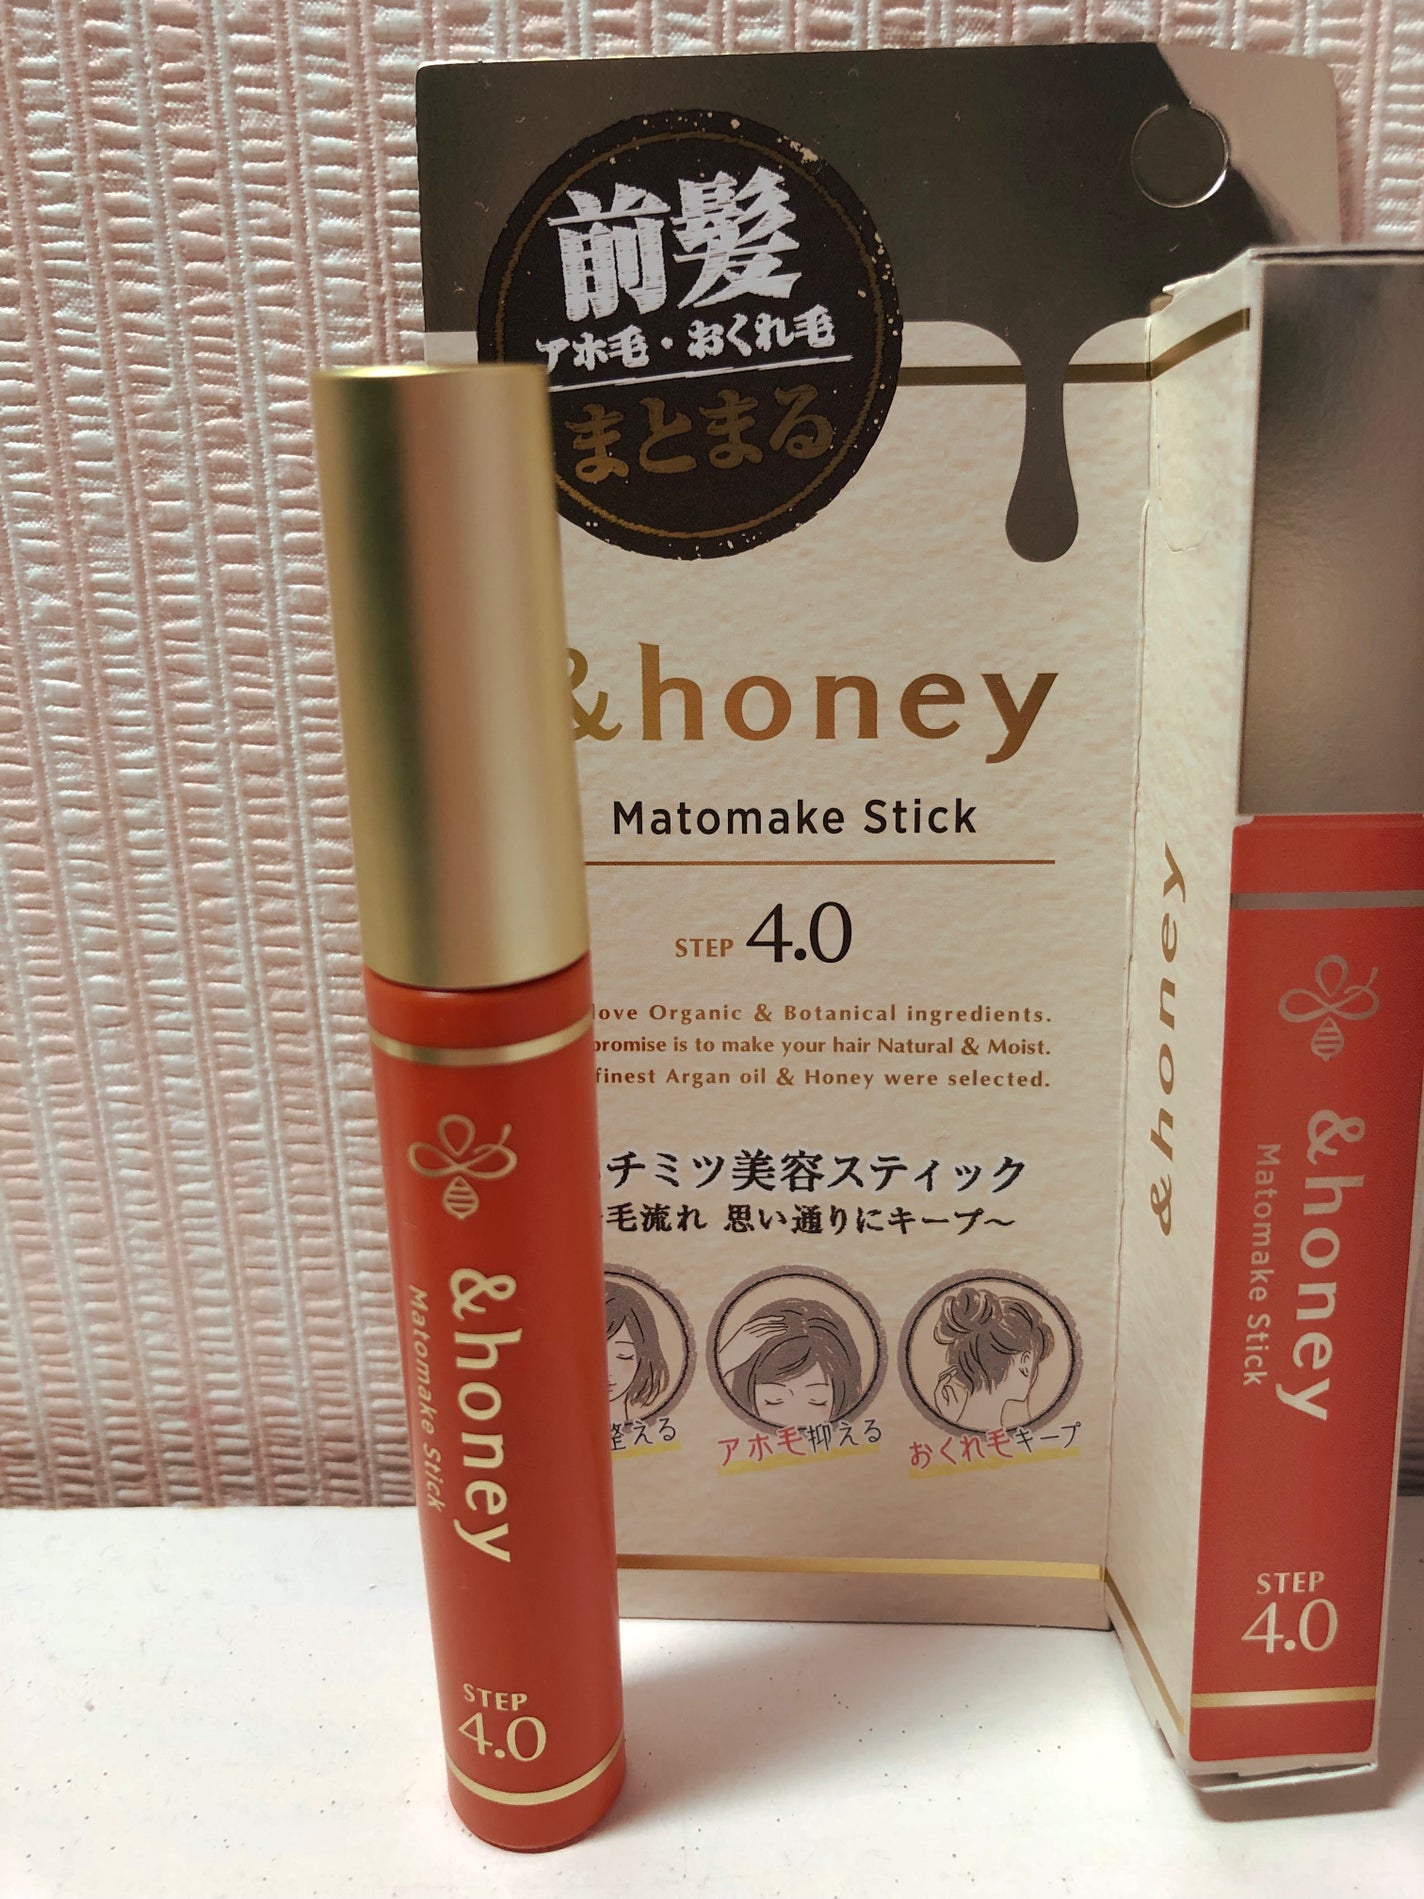 前髪
アホ毛・おくれ毛
まとまる
&honey
Matomake Stick
STEP 4.0
love Organic & Botanical ingredients.
promise is to make your hair Natural & Moist.
finest Argan oil & Honey were selected.
チミツ美容スティック
毛流れ 思い通りにキープ〜
整える
アホ毛抑える
おくれ毛キープ
&honey
&honey
Matomake Stick
STEP
4.0
&honey
Matomake Stick
STEP
4.0